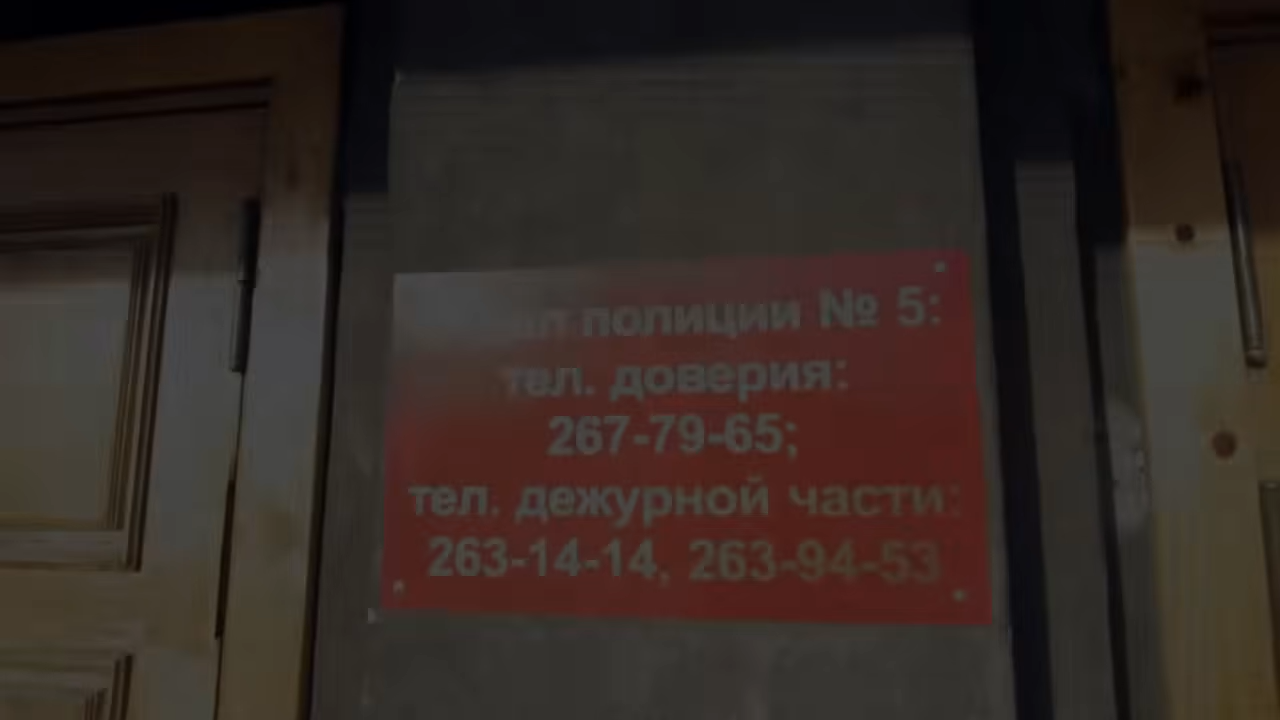 полиции № 5:
тел. доверия:
267-79-65;
тел. дежурной части:
263-14-14, 263-94-53